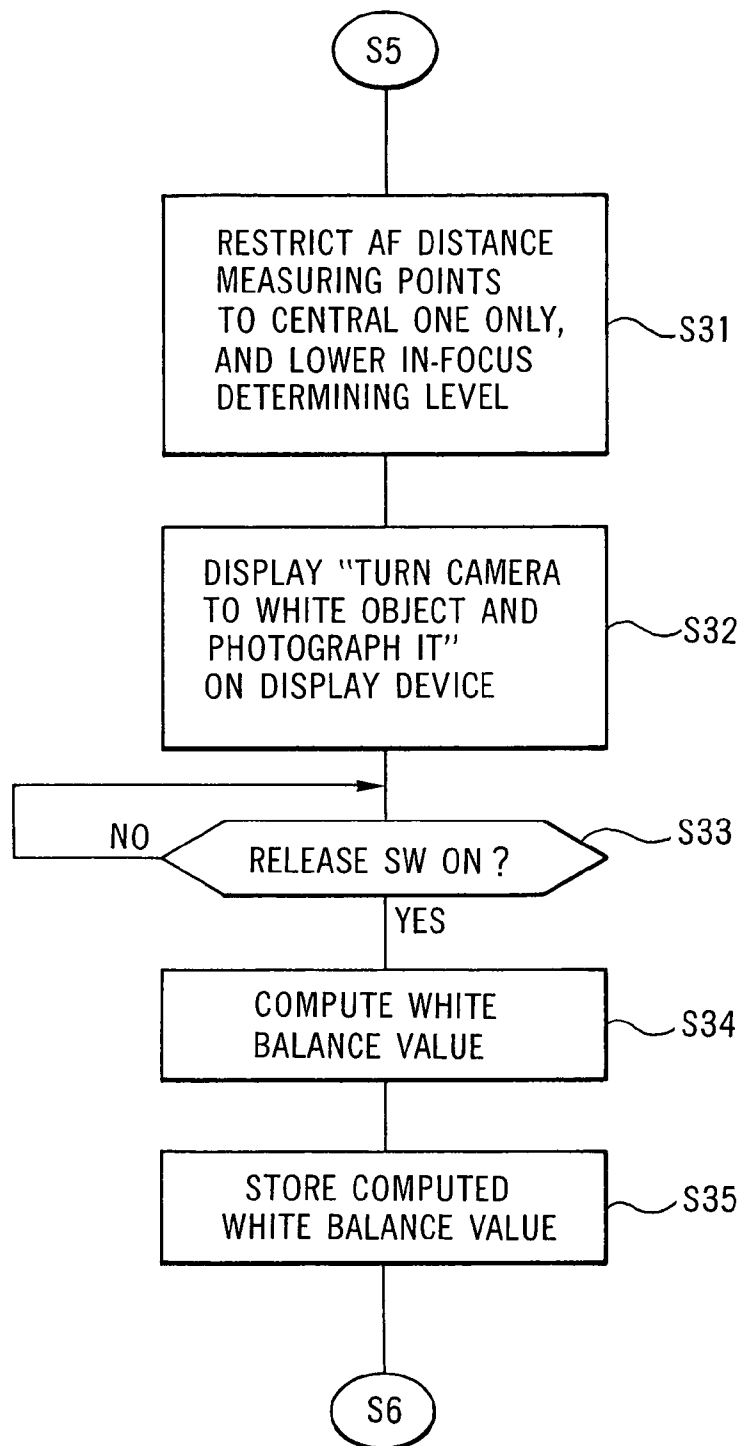 S5
RESTRICT AF DISTANCE
MEASURING POINTS
TO CENTRAL ONE ONLY,
AND LOWER IN-FOCUS
DETERMINING LEVEL
S31
DISPLAY "TURN CAMERA
TO WHITE OBJECT AND
PHOTOGRAPH IT"
ON DISPLAY DEVICE
S32
NO
RELEASE SW ON ?
S33
YES
COMPUTE WHITE
BALANCE VALUE
S34
STORE COMPUTED
WHITE BALANCE VALUE
S35
S6